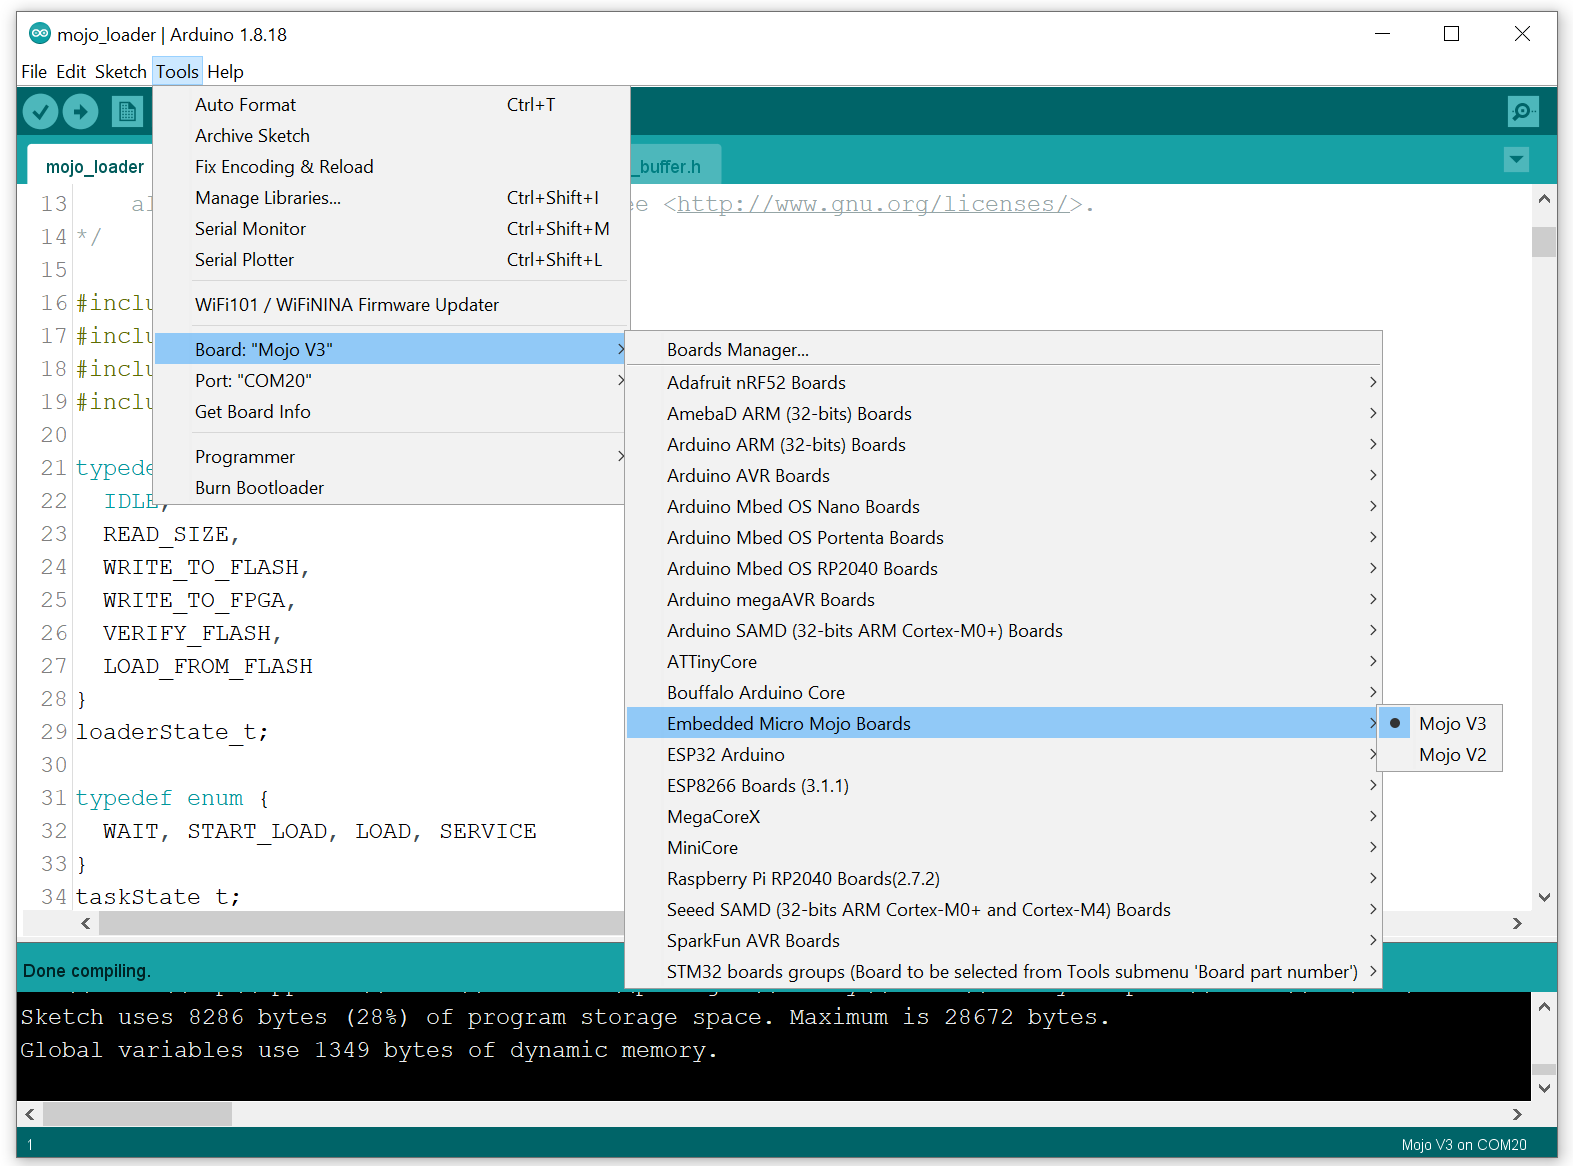 mojo_loader | Arduino 1.8.18
File Edit Sketch Tools Help
Auto Format Ctrl+T
Archive Sketch
Fix Encoding & Reload
Manage Libraries... Ctrl+Shift+I
Serial Monitor Ctrl+Shift+M
Serial Plotter Ctrl+Shift+L
WiFi101 / WiFiNINA Firmware Updater
Board: "Mojo V3"
Port: "COM20"
Get Board Info
Programmer
Burn Bootloader
Boards Manager...
Adafruit nRF52 Boards
AmebaD ARM (32-bits) Boards
Arduino ARM (32-bits) Boards
Arduino AVR Boards
Arduino Mbed OS Nano Boards
Arduino Mbed OS Portenta Boards
Arduino Mbed OS RP2040 Boards
Arduino megaAVR Boards
Arduino SAMD (32-bits ARM Cortex-M0+) Boards
ATTinyCore
Bouffalo Arduino Core
Embedded Micro Mojo Boards
ESP32 Arduino
ESP8266 Boards (3.1.1)
MegaCoreX
MiniCore
Raspberry Pi RP2040 Boards(2.7.2)
Seeed SAMD (32-bits ARM Cortex-M0+ and Cortex-M4) Boards
SparkFun AVR Boards
STM32 boards groups (Board to be selected from Tools submenu 'Board part number')
Mojo V3
Mojo V2
mojo_loader _buffer.h
13 <http://www.gnu.org/licenses/>.
14 */
15
16 #inclu
17 #inclu
18 #inclu
19 #inclu
20
21 typede
22 IDLE,
23 READ_SIZE,
24 WRITE_TO_FLASH,
25 WRITE_TO_FPGA,
26 VERIFY_FLASH,
27 LOAD_FROM_FLASH
28 }
29 loaderState_t;
30
31 typedef enum {
32 WAIT, START_LOAD, LOAD, SERVICE
33 }
34 taskState t;
Done compiling.
Sketch uses 8286 bytes (28%) of program storage space. Maximum is 28672 bytes.
Global variables use 1349 bytes of dynamic memory.
1 Mojo V3 on COM20